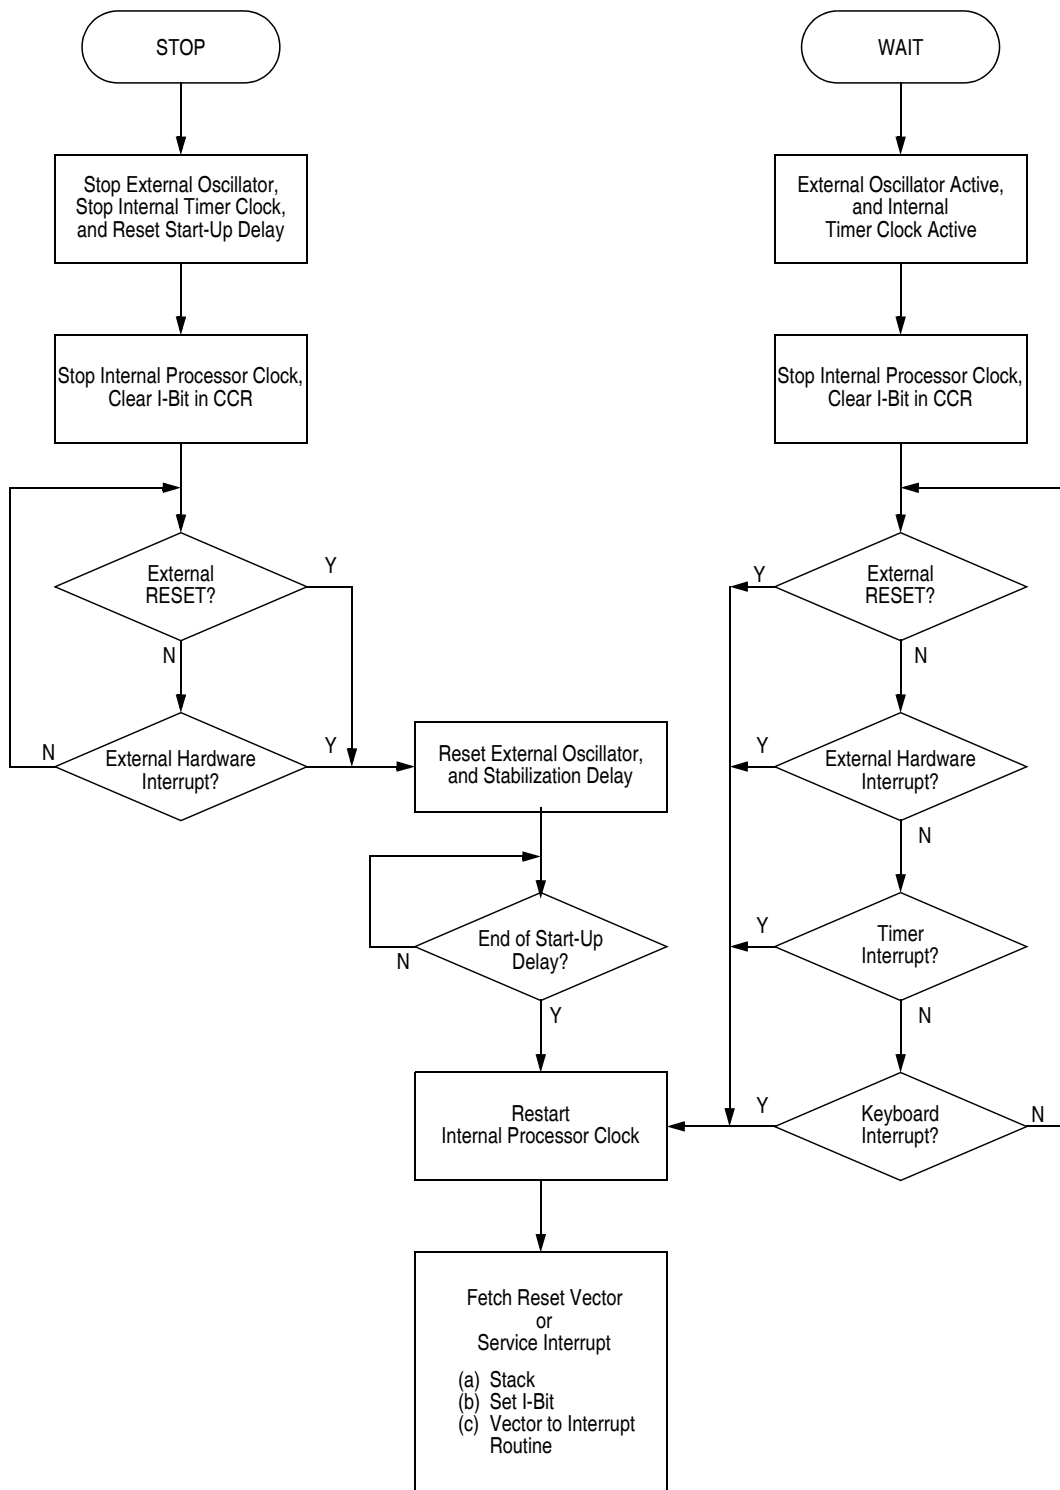 STOP
WAIT
Stop External Oscillator,
Stop Internal Timer Clock,
and Reset Start-Up Delay
External Oscillator Active,
and Internal
Timer Clock Active
Stop Internal Processor Clock,
Clear I-Bit in CCR
Stop Internal Processor Clock,
Clear I-Bit in CCR
External
RESET?
Y
N
Y
External
RESET?
N
N
External Hardware
Interrupt?
Y
Reset External Oscillator,
and Stabilization Delay
Y
External Hardware
Interrupt?
N
End of Start-Up
Delay?
N
Y
Y
Timer
Interrupt?
N
Restart
Internal Processor Clock
Y
Keyboard
Interrupt?
N
Fetch Reset Vector
or
Service Interrupt
(a) Stack
(b) Set I-Bit
(c) Vector to Interrupt
Routine